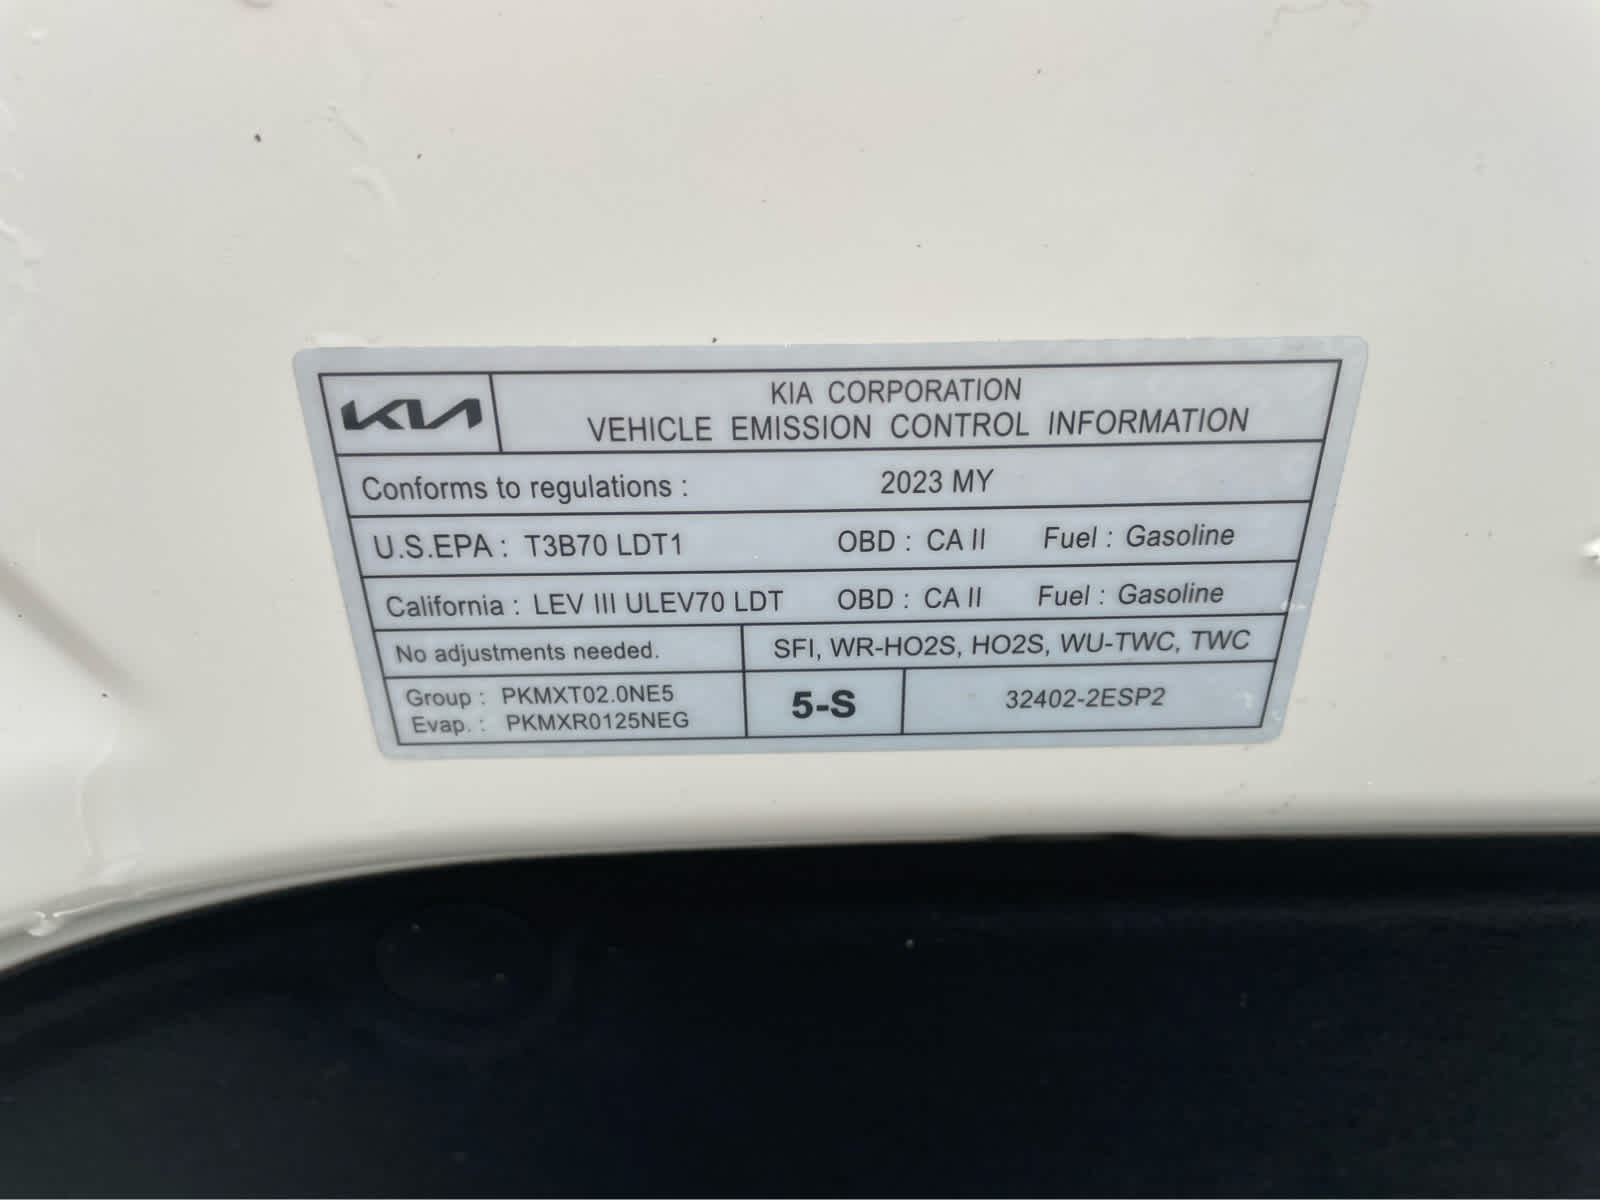 KIA KIA CORPORATION
VEHICLE EMISSION CONTROL INFORMATION
Conforms to regulations : 2023 MY
U.S.EPA : T3B70 LDT1 OBD : CA II Fuel : Gasoline
California : LEV III ULEV70 LDT OBD : CA II Fuel : Gasoline
No adjustments needed. SFI, WR-HO2S, HO2S, WU-TWC, TWC
Group : PKMXT02.0NE5
Evap. : PKMXR0125NEG
5-S
32402-2ESP2